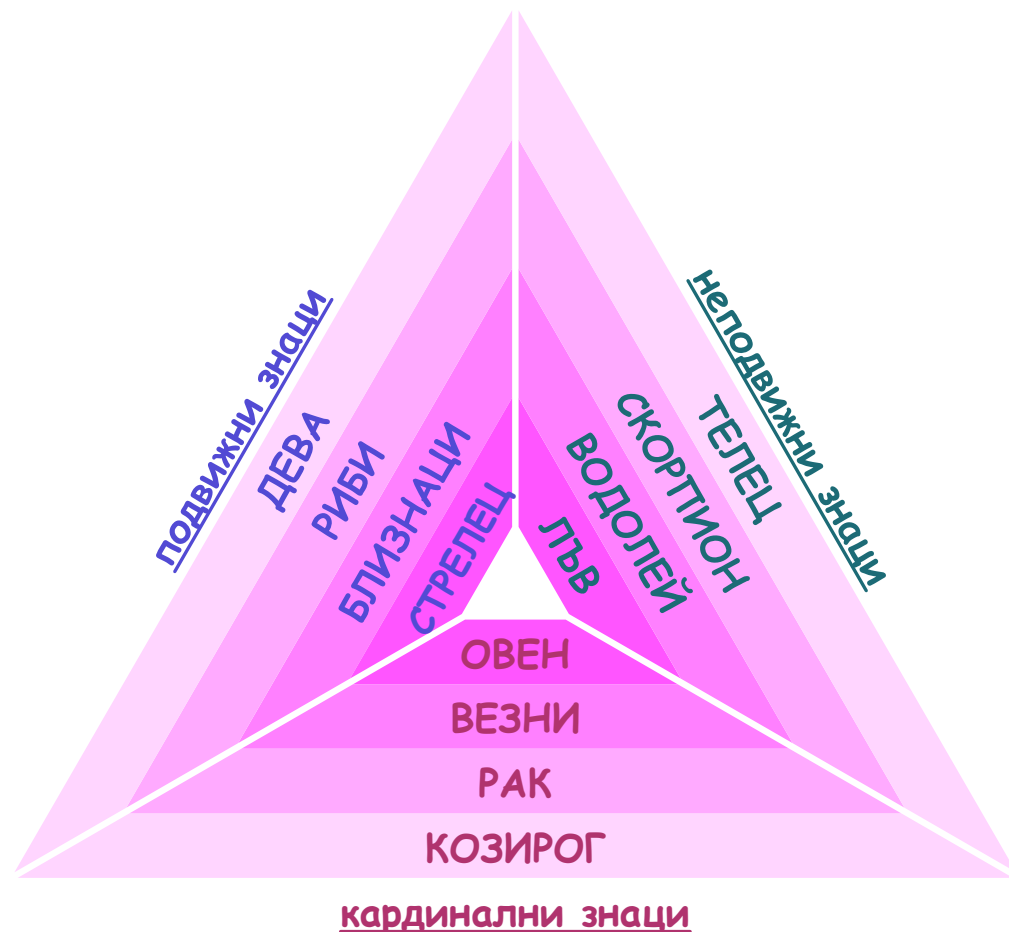 подвижни знаци
ДЕВА
РИБИ
БЛИЗНАЦИ
СТРЕЛЕЦ
неподвижни знаци
ТЕЛЕЦ
СКОРПИОН
ВОДОЛЕЙ
ЛЪВ
ОВЕН
ВЕЗНИ
РАК
КОЗИРОГ
кардинални знаци